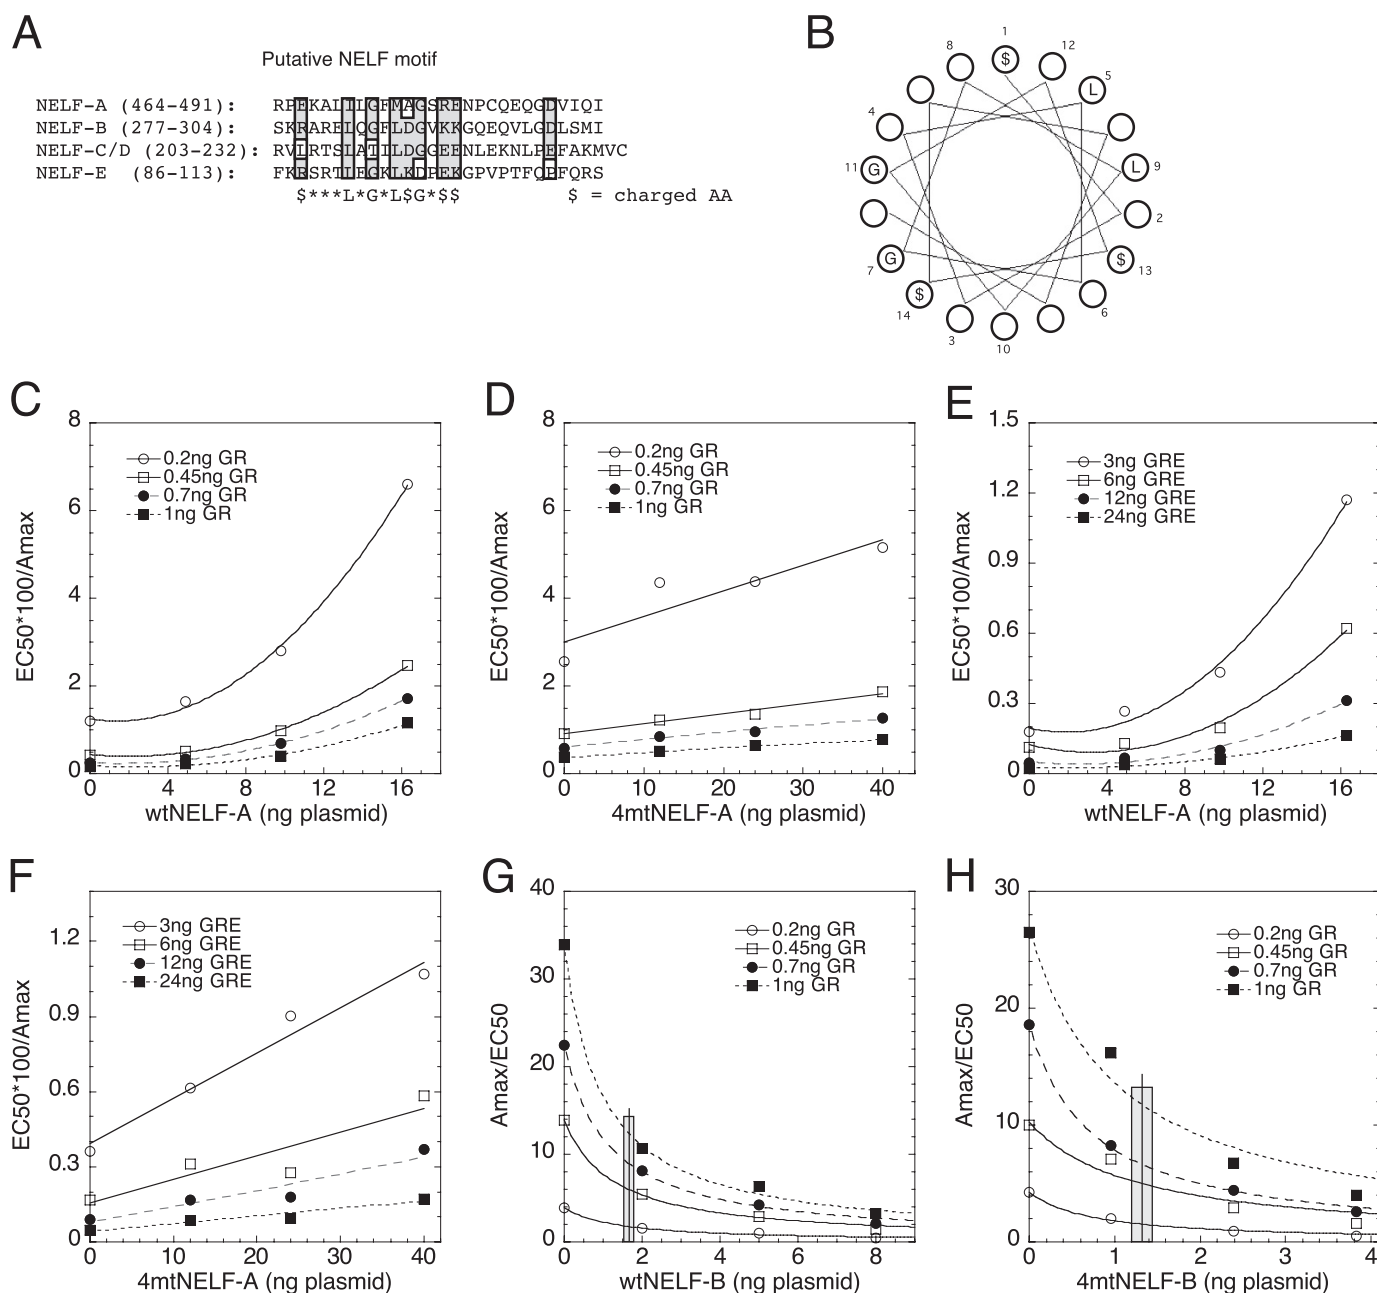 A
Putative NELF motif
NELF-A (464-491): RPEKALTLGFMAGSRENPCQEQGDVIQI
NELF-B (277-304): SKRARELQGFLDGVKKGQEQVLGDLSMI
NELF-C/D (203-232): RVLRTSLATILDGGEENLEKNLPEFAKMVC
NELF-E (86-113): FKRSRTLEGKLKDPEKGPVPTFQPFQRS
$***L*G*L$G*$$ $ = charged AA
B
1 12 5 9 2 13 6 10 3 14 7 11 4 8
$ L L $ $ G G
C
8
6
4
2
0
EC50*100/Amax
0.2ng GR
0.45ng GR
0.7ng GR
1ng GR
0 4 8 12 16
wtNELF-A (ng plasmid)
D
8
6
4
2
0
EC50*100/Amax
0.2ng GR
0.45ng GR
0.7ng GR
1ng GR
0 10 20 30 40
4mtNELF-A (ng plasmid)
E
1.5
1.2
0.9
0.6
0.3
0
EC50*100/Amax
3ng GRE
6ng GRE
12ng GRE
24ng GRE
0 4 8 12 16
wtNELF-A (ng plasmid)
F
1.2
0.9
0.6
0.3
0
EC50*100/Amax
3ng GRE
6ng GRE
12ng GRE
24ng GRE
0 10 20 30 40
4mtNELF-A (ng plasmid)
G
40
30
20
10
0
Amax/EC50
0.2ng GR
0.45ng GR
0.7ng GR
1ng GR
0 2 4 6 8
wtNELF-B (ng plasmid)
H
30
20
10
0
Amax/EC50
0.2ng GR
0.45ng GR
0.7ng GR
1ng GR
0 1 2 3 4
4mtNELF-B (ng plasmid)